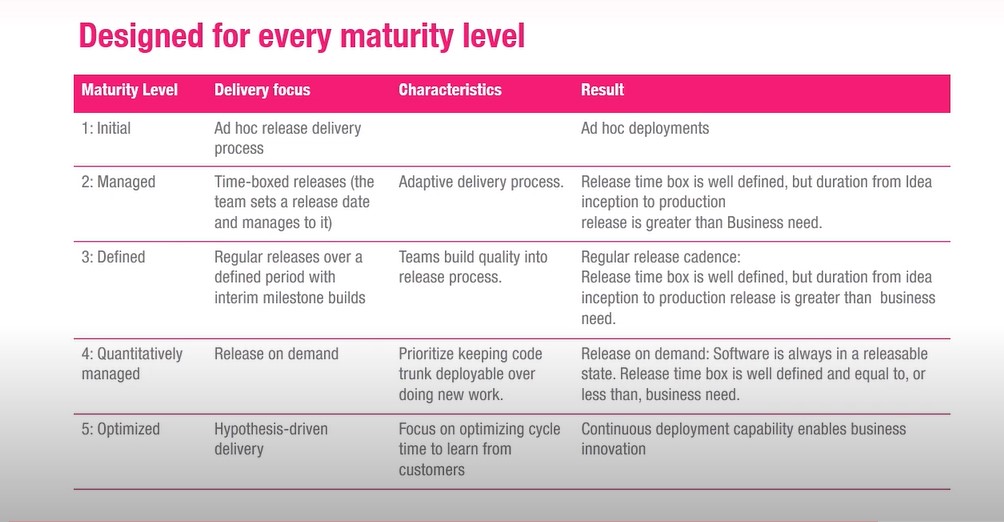 Designed for every maturity level
Maturity Level Delivery focus Characteristics Result
1: Initial
Ad hoc release delivery
process
Ad hoc deployments
2: Managed
Time-boxed releases (the
team sets a release date
and manages to it)
Adaptive delivery process.
Release time box is well defined, but duration from Idea
inception to production
release is greater than Business need.
3: Defined
Regular releases over a
defined period with
interim milestone builds
Teams build quality into
release process.
Regular release cadence:
Release time box is well defined, but duration from idea
inception to production release is greater than business
need.
4: Quantitatively
managed
Release on demand
Prioritize keeping code
trunk deployable over
doing new work.
Release on demand: Software is always in a releasable
state. Release time box is well defined and equal to, or
less than, business need.
5: Optimized
Hypothesis-driven
delivery
Focus on optimizing cycle
time to learn from
customers
Continuous deployment capability enables business
innovation